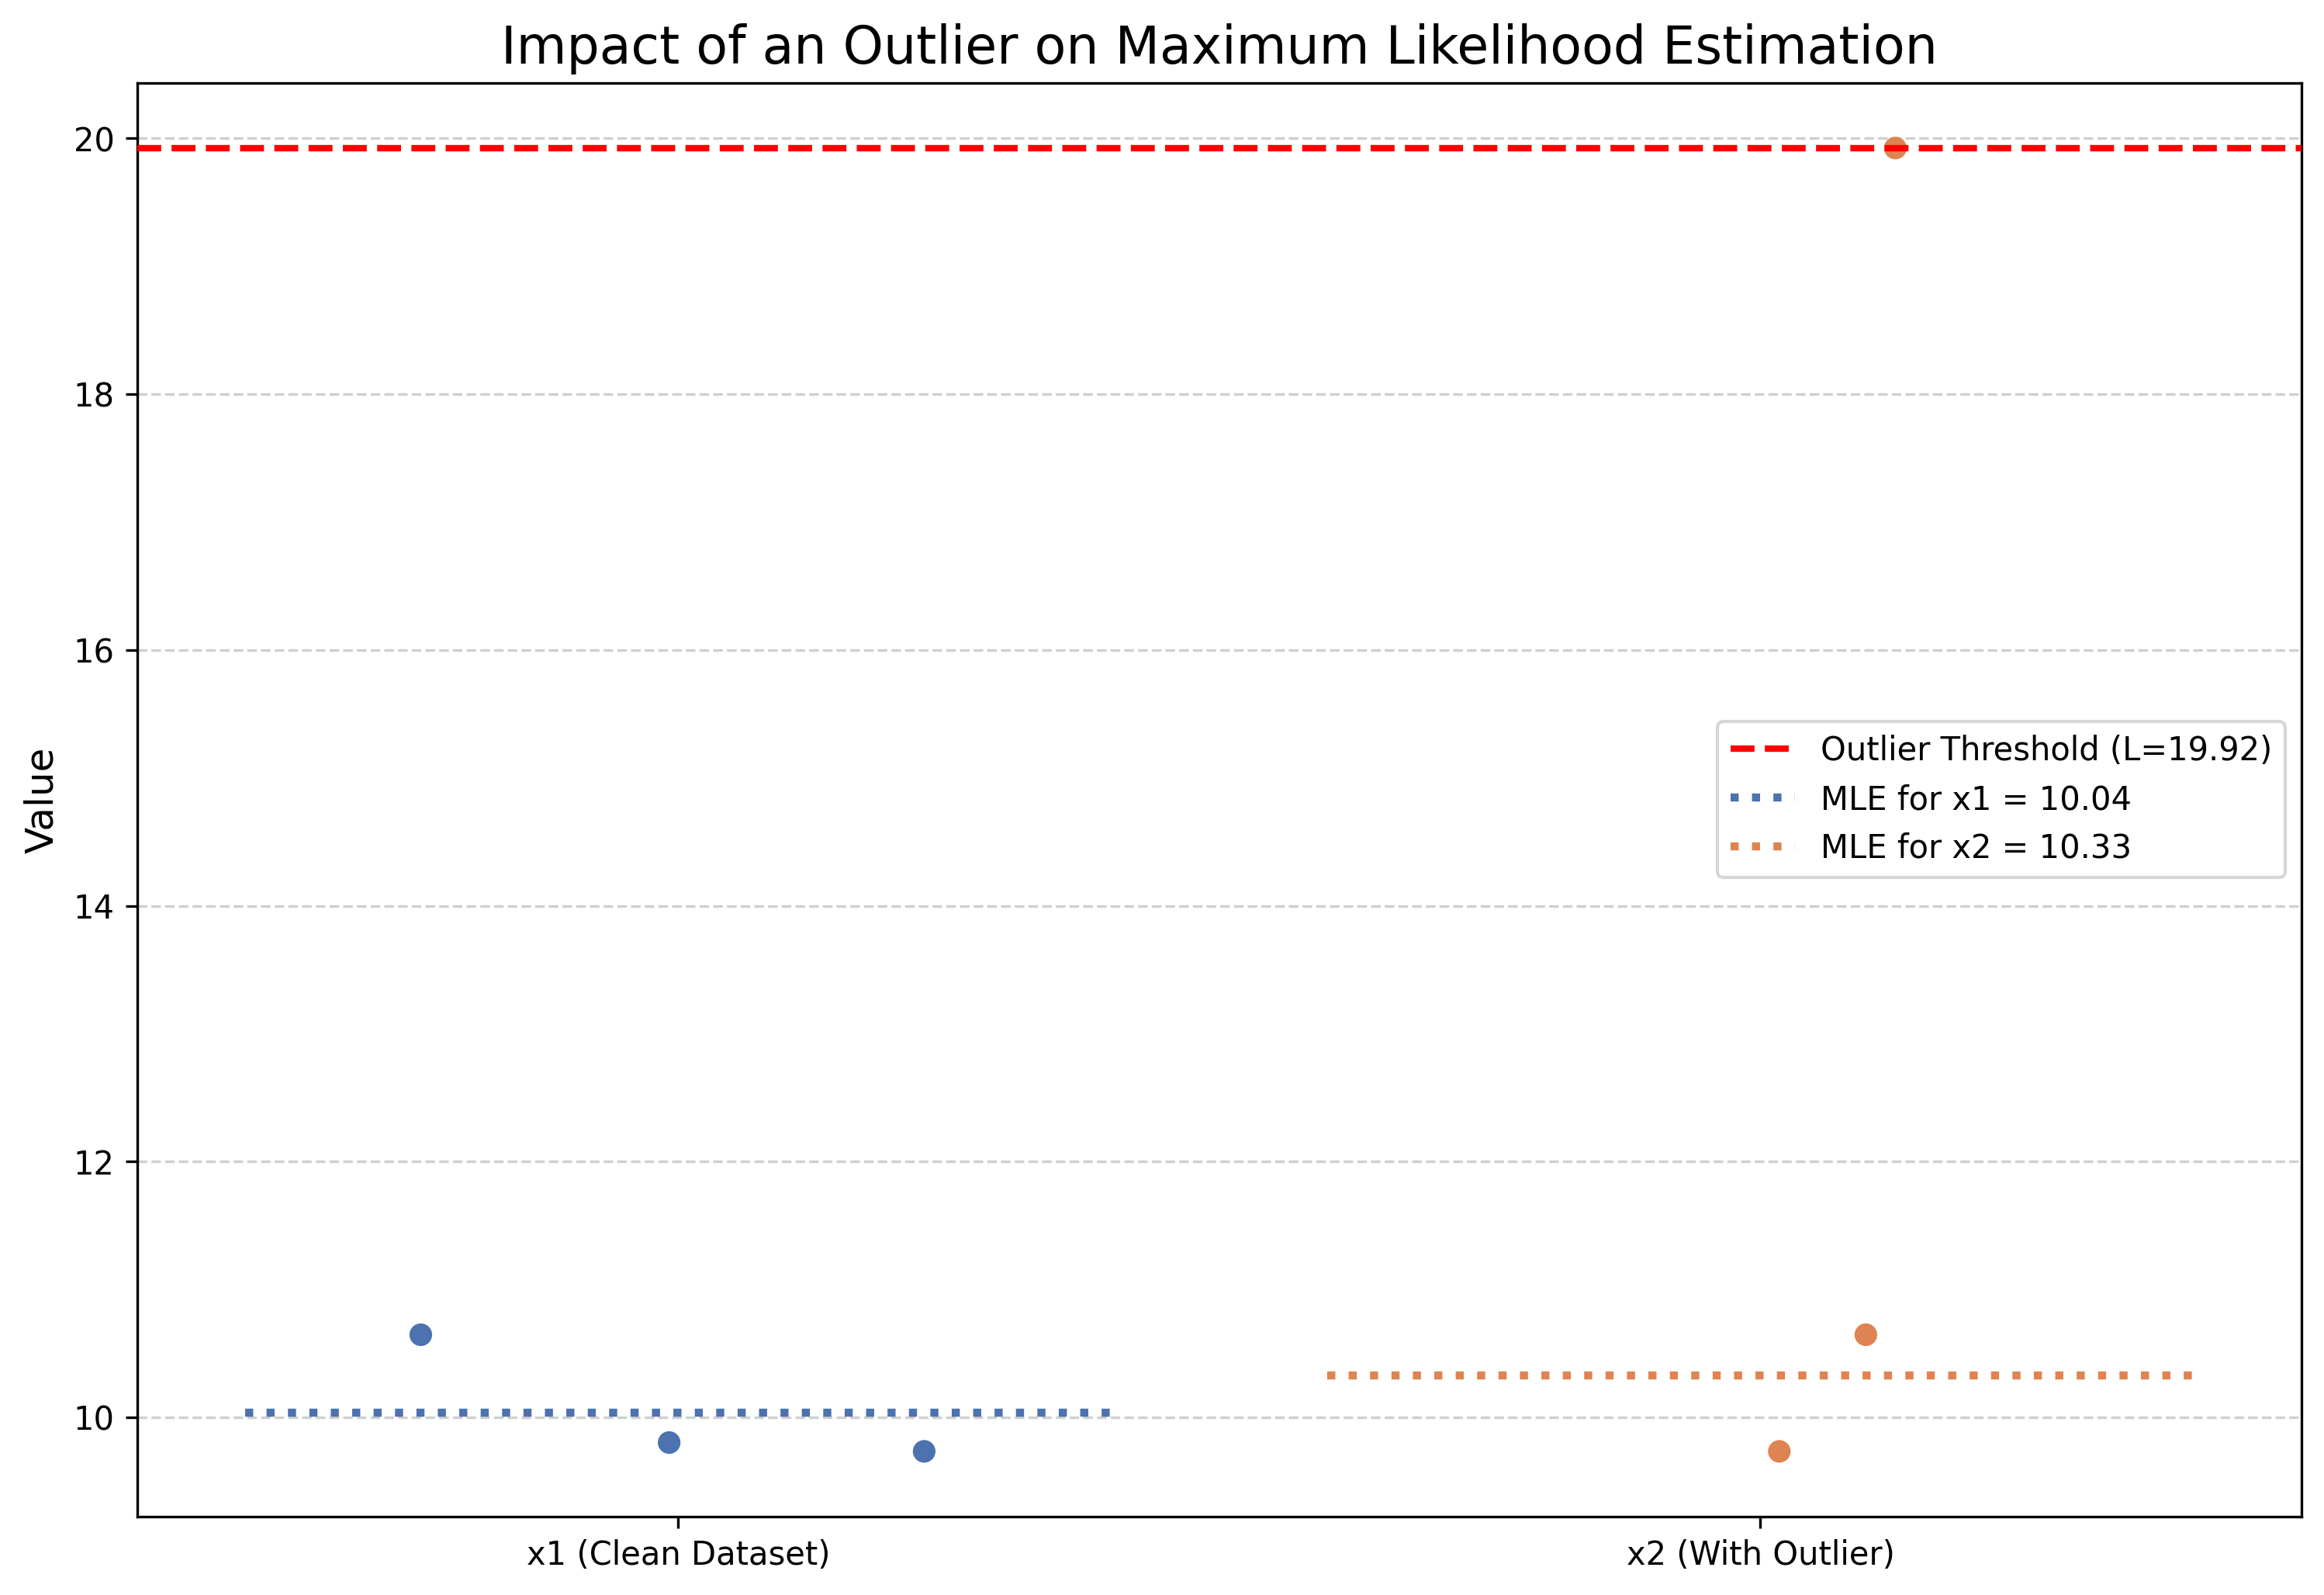 Impact of an Outlier on Maximum Likelihood Estimation
20
18
16
14
12
10
Value
Outlier Threshold (L=19.92)
MLE for x1 = 10.04
MLE for x2 = 10.33
x1 (Clean Dataset)
x2 (With Outlier)